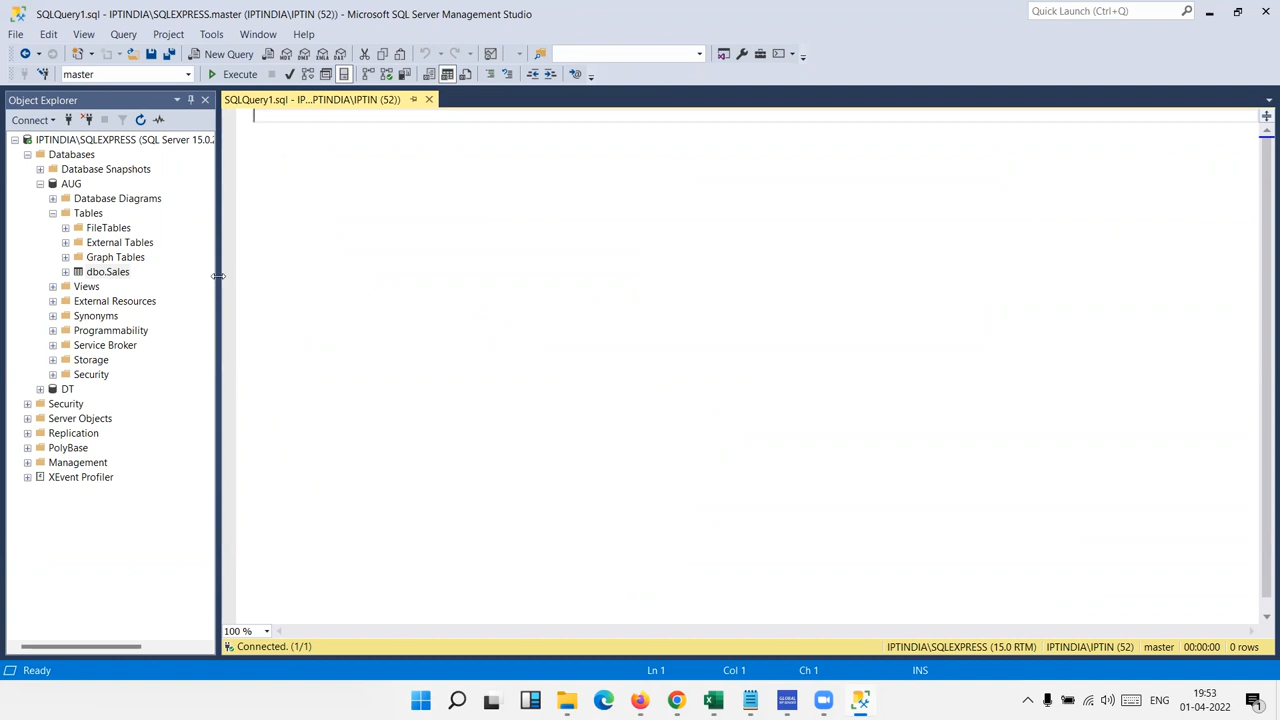 SQLQuery1.sql - IPTINDIA\SQLEXPRESS.master (IPTINDIA\IPTIN (52)) - Microsoft SQL Server Management Studio
Quick Launch (Ctrl+Q)
File Edit View Query Project Tools Window Help
New Query
MDX DMX XMLA DAX
master Execute
Object Explorer
SQLQuery1.sql - IP...PTINDIA\IPTIN (52))
Connect
IPTINDIA\SQLEXPRESS (SQL Server 15.0.
Databases
Database Snapshots
AUG
Database Diagrams
Tables
FileTables
External Tables
Graph Tables
dbo.Sales
Views
External Resources
Synonyms
Programmability
Service Broker
Storage
Security
DT
Security
Server Objects
Replication
PolyBase
Management
XEvent Profiler
100 %
Connected. (1/1)
IPTINDIA\SQLEXPRESS (15.0 RTM) IPTINDIA\IPTIN (52) master 00:00:00 0 rows
Ready Ln 1 Col 1 Ch 1 INS
ENG
19:53
01-04-2022